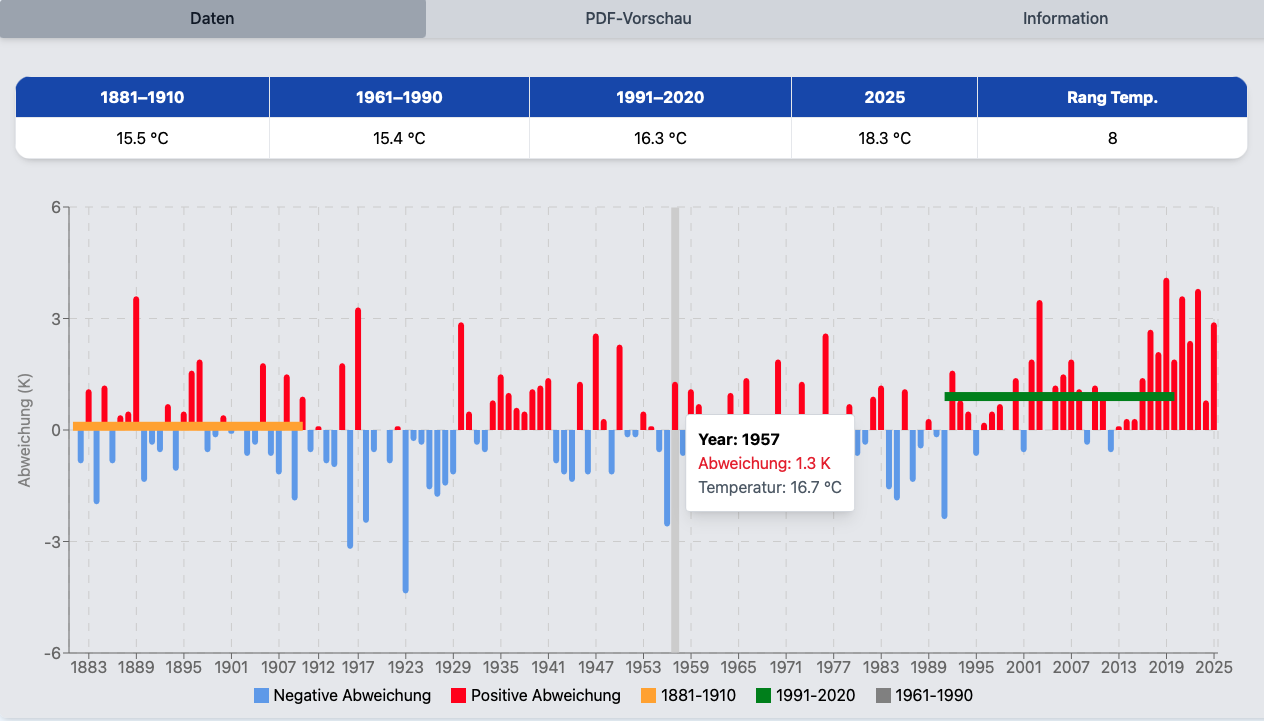 Daten PDF-Vorschau Information
1881–1910 1961–1990 1991–2020 2025 Rang Temp.
15.5 °C 15.4 °C 16.3 °C 18.3 °C 8
6
3
0
-3
-6
Abweichung (K)
Year: 1957
Abweichung: 1.3 K
Temperatur: 16.7 °C
1883 1889 1895 1901 1907 1912 1917 1923 1929 1935 1941 1947 1953 1959 1965 1971 1977 1983 1989 1995 2001 2007 2013 2019 2025
Negative Abweichung Positive Abweichung 1881-1910 1991-2020 1961-1990